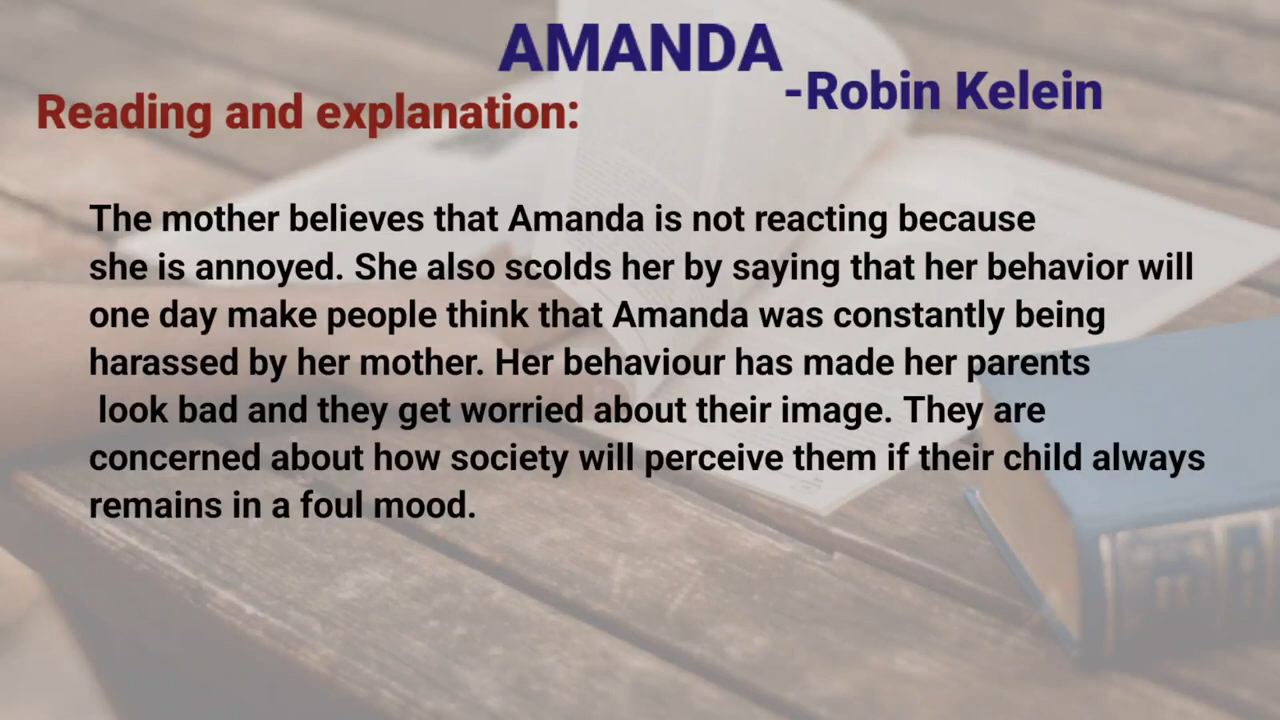 AMANDA
-Robin Kelein
Reading and explanation:
The mother believes that Amanda is not reacting because
she is annoyed. She also scolds her by saying that her behavior will
one day make people think that Amanda was constantly being
harassed by her mother. Her behaviour has made her parents
look bad and they get worried about their image. They are
concerned about how society will perceive them if their child always
remains in a foul mood.